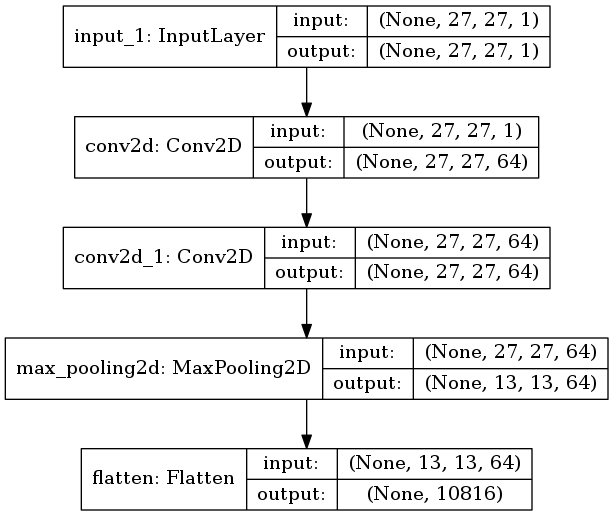 input_1: InputLayer
input:
(None, 27, 27, 1)
output:
(None, 27, 27, 1)
conv2d: Conv2D
input:
(None, 27, 27, 1)
output:
(None, 27, 27, 64)
conv2d_1: Conv2D
input:
(None, 27, 27, 64)
output:
(None, 27, 27, 64)
max_pooling2d: MaxPooling2D
input:
(None, 27, 27, 64)
output:
(None, 13, 13, 64)
flatten: Flatten
input:
(None, 13, 13, 64)
output:
(None, 10816)